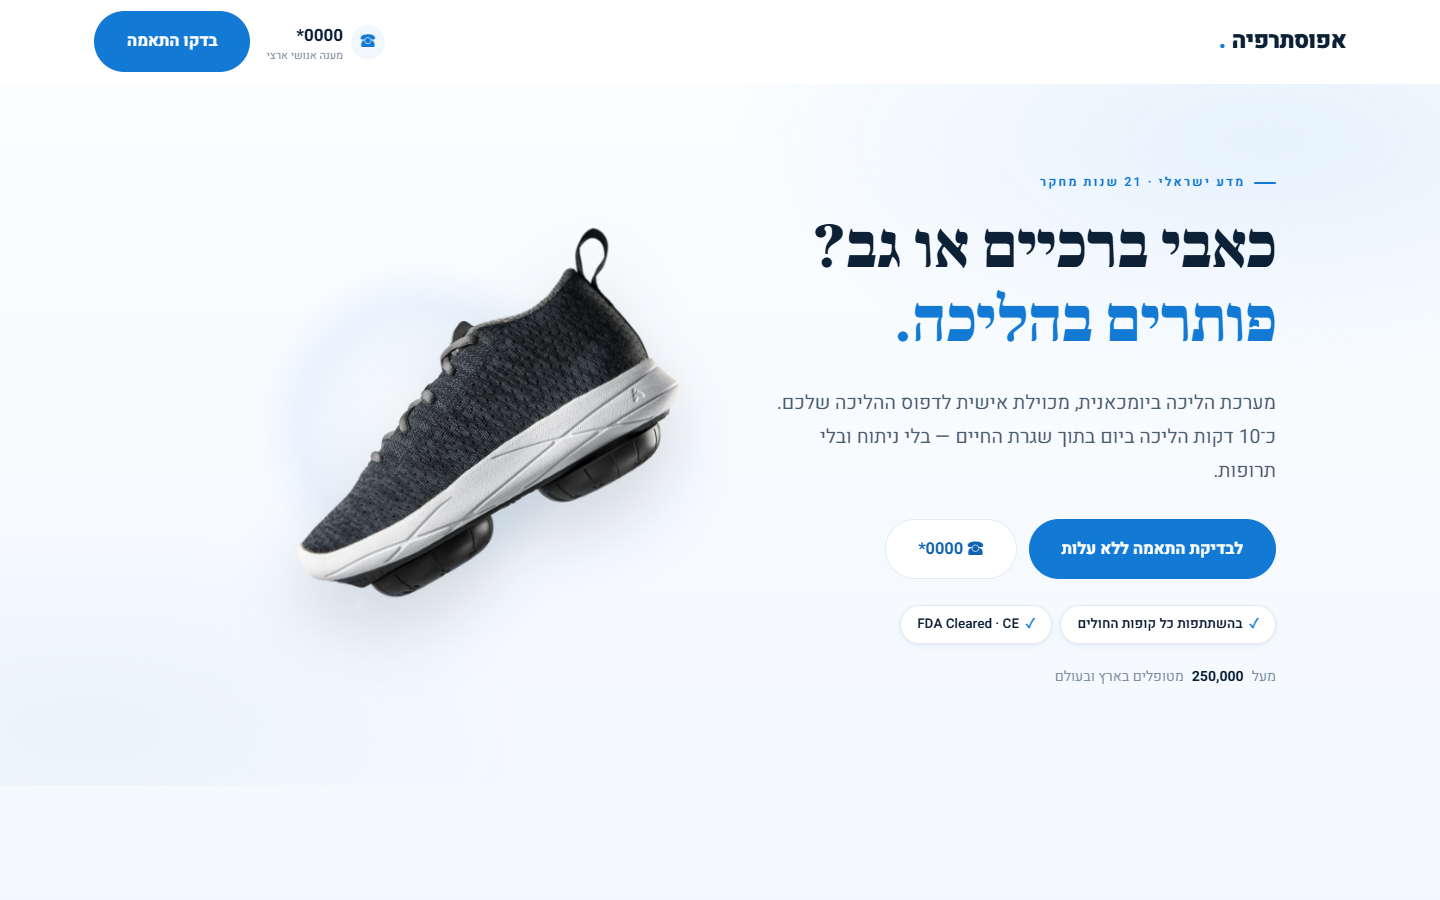 אפוסתרפיה.
*0000
מענה אנושי ארצי
בדקו התאמה
מדע ישראלי · 21 שנות מחקר
כאבי ברכיים או גב?
פותרים בהליכה.
מערכת הליכה ביומכאנית, מכוילת אישית לדפוס ההליכה שלכם.
כ־10 דקות הליכה ביום בתוך שגרת החיים — בלי ניתוח ובלי
תרופות.
לבדיקת התאמה ללא עלות
☎ 0000*
✓ בהשתתפות כל קופות החולים
✓ FDA Cleared · CE
מעל 250,000 מטופלים בארץ ובעולם